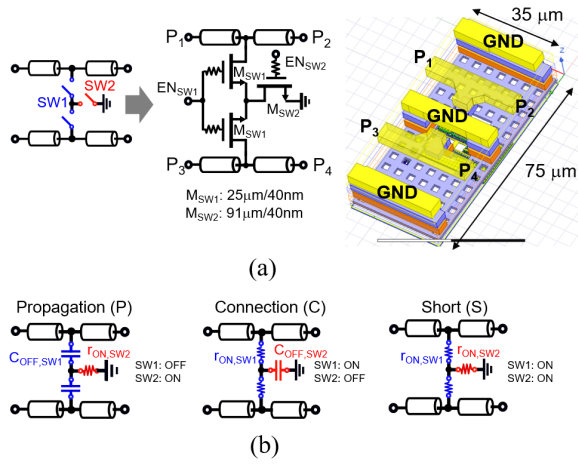 SW1
SW2
P1
P2
EN_SW1
M_SW1
EN_SW2
M_SW1
M_SW2
P3
P4
M_SW1: 25μm/40nm
M_SW2: 91μm/40nm
35 μm
GND
P1
P2
GND
P3
P4
GND
75 μm
z
(a)
Propagation (P)
C_OFF,SW1
r_ON,SW2
SW1: OFF
SW2: ON
Connection (C)
r_ON,SW1
C_OFF,SW2
SW1: ON
SW2: OFF
Short (S)
r_ON,SW1
r_ON,SW2
SW1: ON
SW2: ON
(b)